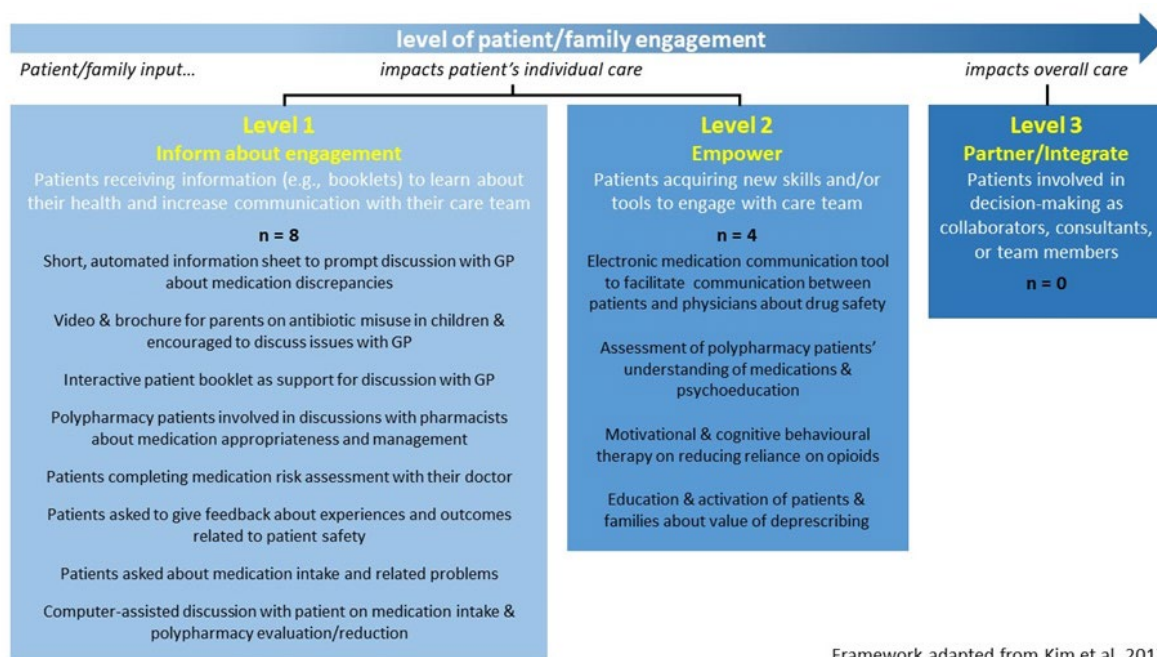 level of patient/family engagement
Patient/family input...
impacts patient's individual care
impacts overall care
Level 1
Inform about engagement
Patients receiving information (e.g., booklets) to learn about
their health and increase communication with their care team
n = 8
Short, automated information sheet to prompt discussion with GP
about medication discrepancies
Video & brochure for parents on antibiotic misuse in children &
encouraged to discuss issues with GP
Interactive patient booklet as support for discussion with GP
Polypharmacy patients involved in discussions with pharmacists
about medication appropriateness and management
Patients completing medication risk assessment with their doctor
Patients asked to give feedback about experiences and outcomes
related to patient safety
Patients asked about medication intake and related problems
Computer-assisted discussion with patient on medication intake &
polypharmacy evaluation/reduction
Level 2
Empower
Patients acquiring new skills and/or
tools to engage with care team
n = 4
Electronic medication communication tool
to facilitate communication between
patients and physicians about drug safety
Assessment of polypharmacy patients'
understanding of medications &
psychoeducation
Motivational & cognitive behavioural
therapy on reducing reliance on opioids
Education & activation of patients &
families about value of deprescribing
Level 3
Partner/Integrate
Patients involved in
decision-making as
collaborators, consultants,
or team members
n = 0
Framework adapted from Kim et al.